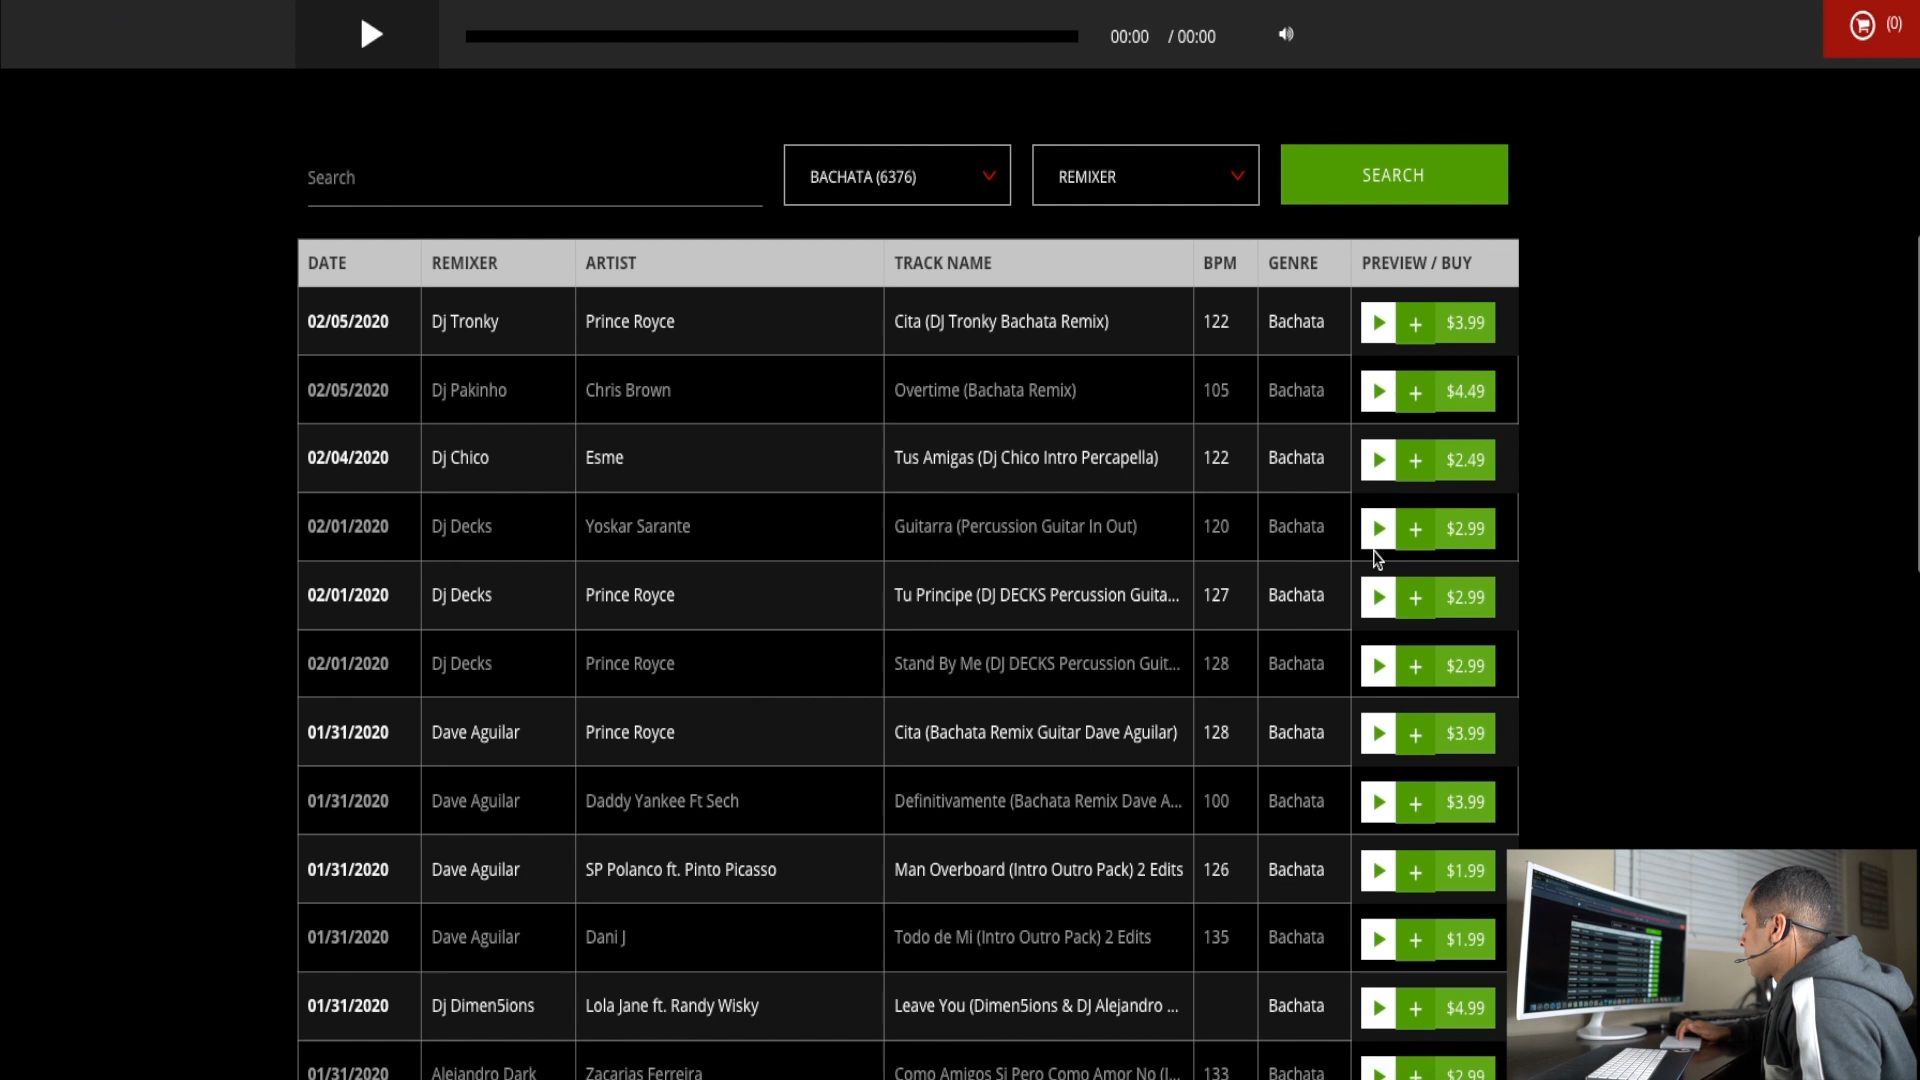 00:00 / 00:00
(0)
Search
BACHATA (6376)
REMIXER
SEARCH
DATE REMIXER ARTIST TRACK NAME BPM GENRE PREVIEW / BUY
02/05/2020 Dj Tronky Prince Royce Cita (DJ Tronky Bachata Remix) 122 Bachata + $3.99
02/05/2020 Dj Pakinho Chris Brown Overtime (Bachata Remix) 105 Bachata + $4.49
02/04/2020 Dj Chico Esme Tus Amigas (Dj Chico Intro Percapella) 122 Bachata + $2.49
02/01/2020 Dj Decks Yoskar Sarante Guitarra (Percussion Guitar In Out) 120 Bachata + $2.99
02/01/2020 Dj Decks Prince Royce Tu Principe (DJ DECKS Percussion Guita... 127 Bachata + $2.99
02/01/2020 Dj Decks Prince Royce Stand By Me (DJ DECKS Percussion Guit... 128 Bachata + $2.99
01/31/2020 Dave Aguilar Prince Royce Cita (Bachata Remix Guitar Dave Aguilar) 128 Bachata + $3.99
01/31/2020 Dave Aguilar Daddy Yankee Ft Sech Definitivamente (Bachata Remix Dave A... 100 Bachata + $3.99
01/31/2020 Dave Aguilar SP Polanco ft. Pinto Picasso Man Overboard (Intro Outro Pack) 2 Edits 126 Bachata + $1.99
01/31/2020 Dave Aguilar Dani J Todo de Mi (Intro Outro Pack) 2 Edits 135 Bachata + $1.99
01/31/2020 Dj Dimen5ions Lola Jane ft. Randy Wisky Leave You (Dimen5ions & DJ Alejandro ... Bachata + $4.99
01/31/2020 Alejandro Dark Zacarias Ferreira Como Amigos Si Pero Como Amor No (I... 133 Bachata + $2.99